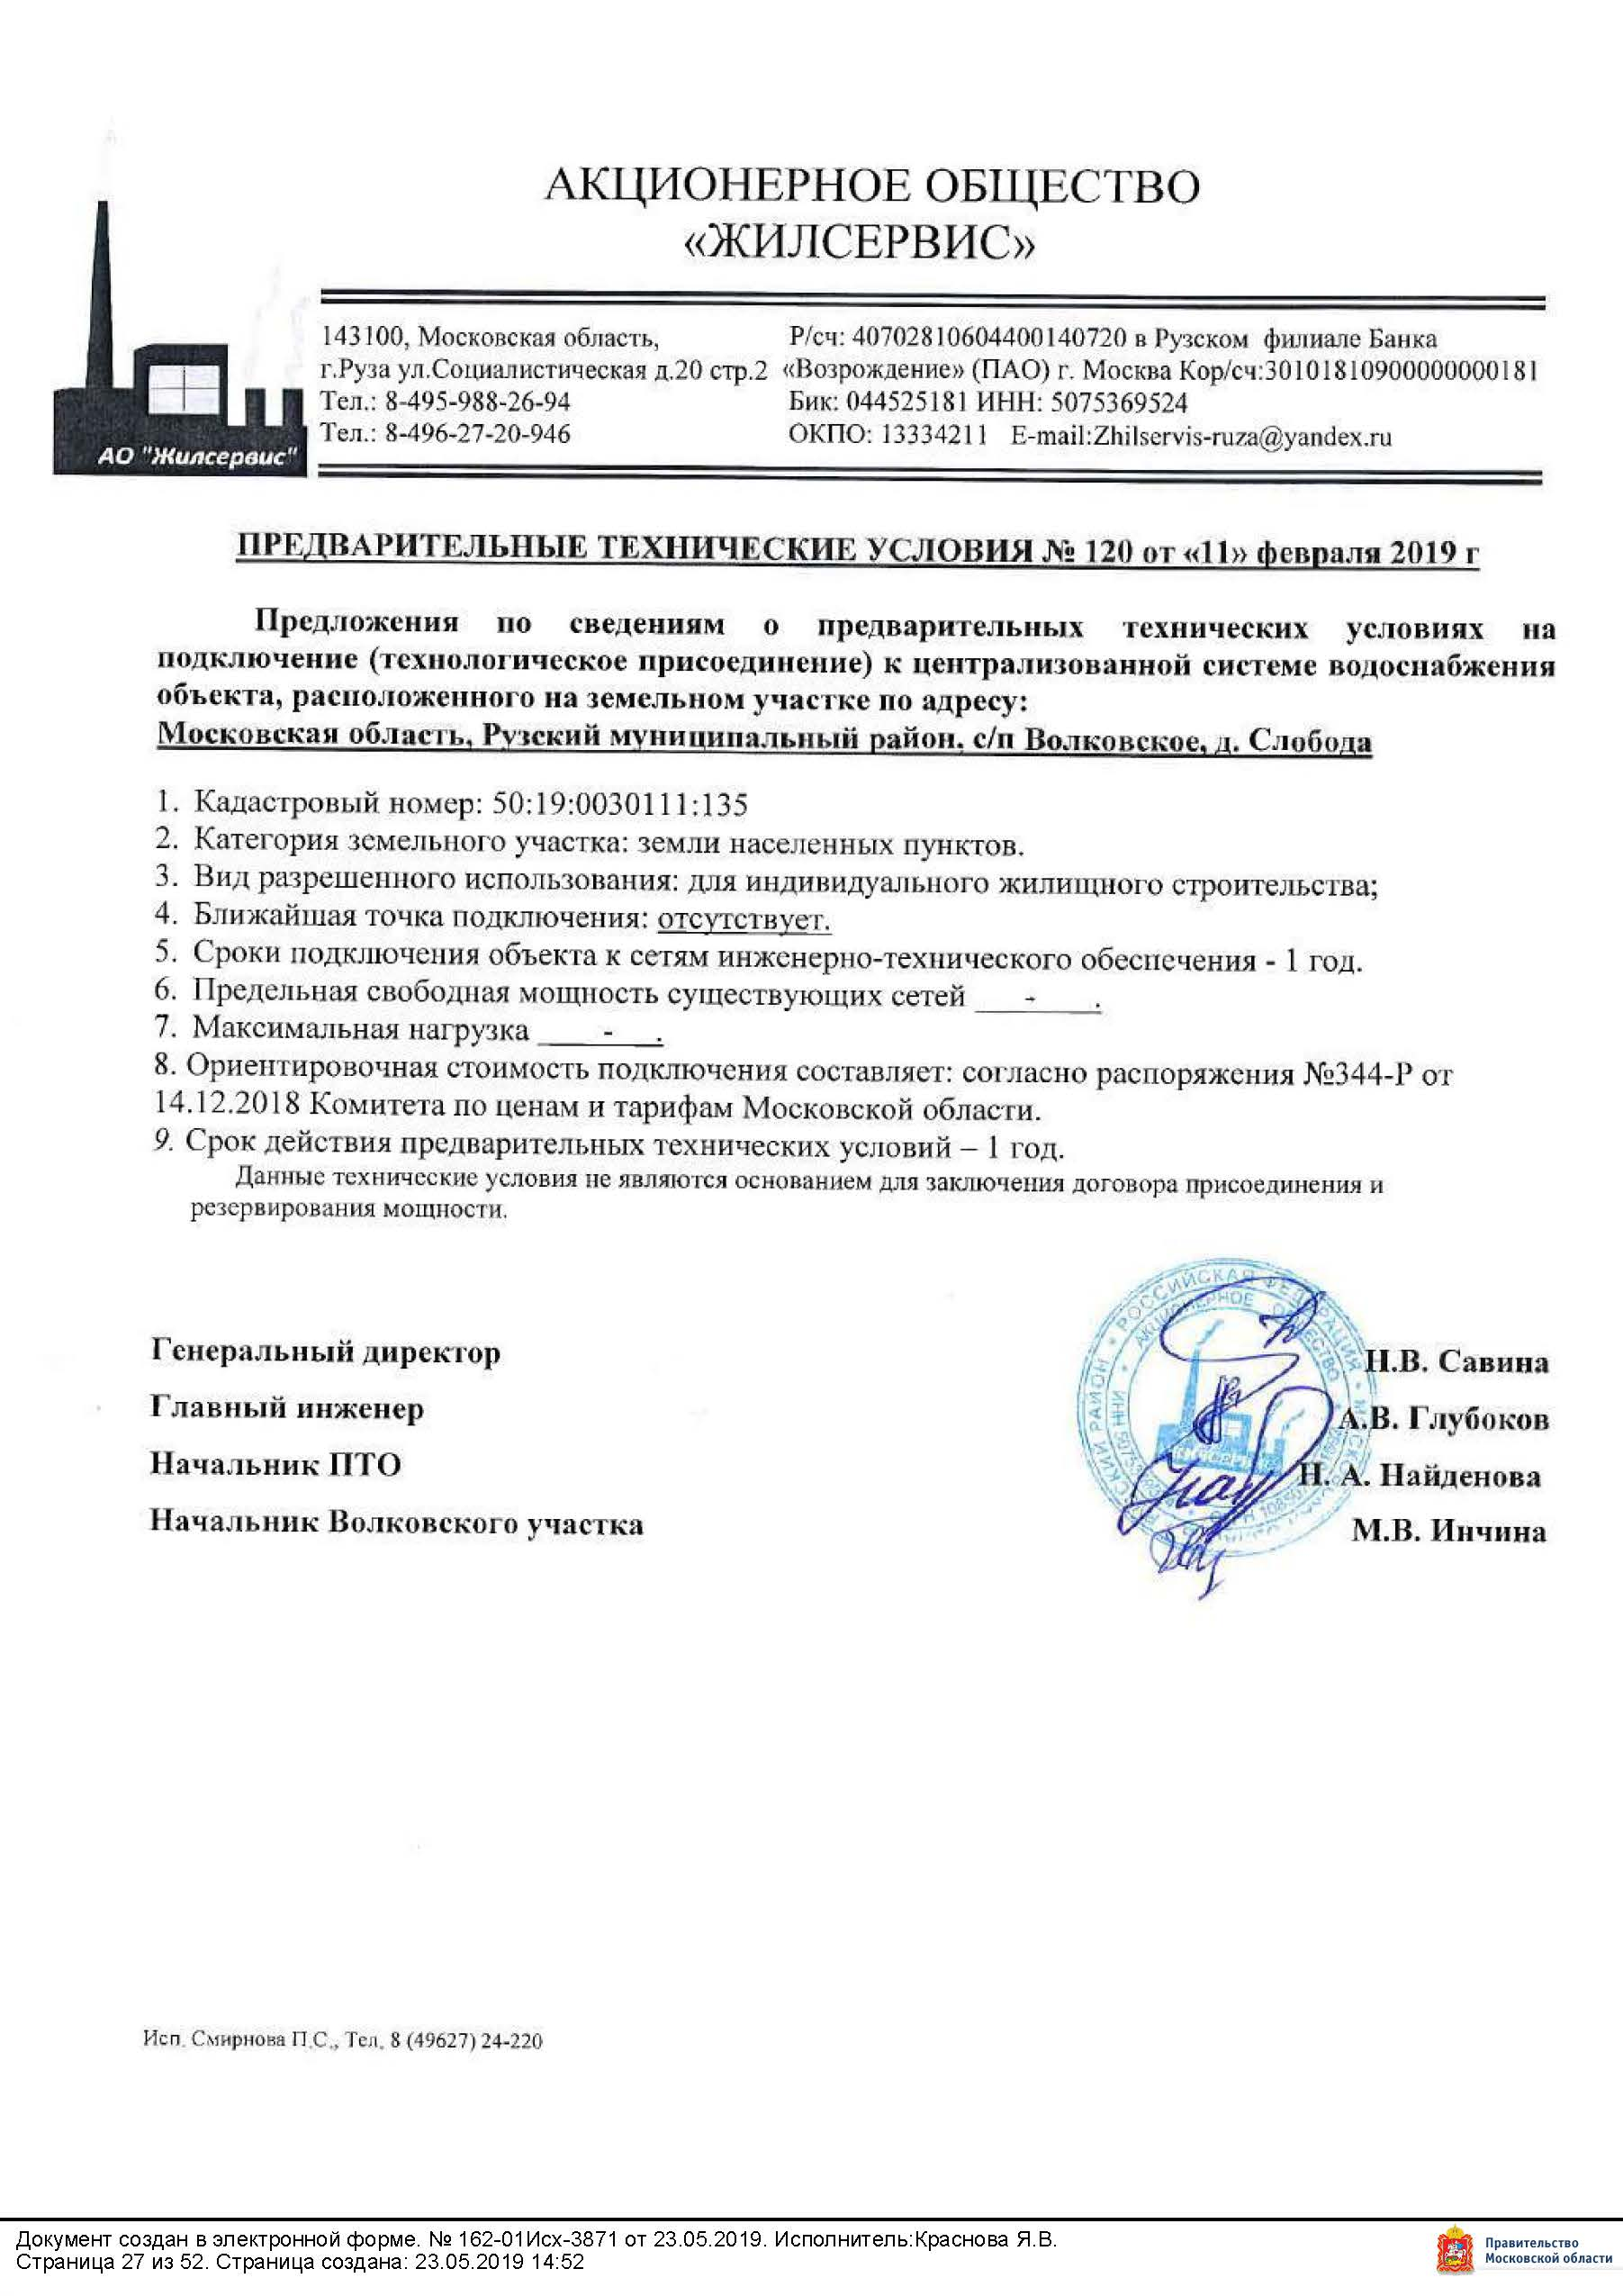 АКЦИОНЕРНОЕ ОБЩЕСТВО
«ЖИЛСЕРВИС»
АО "Жилсервис"
143100, Московская область,
г.Руза ул.Социалистическая д.20 стр.2
Тел.: 8-495-988-26-94
Тел.: 8-496-27-20-946
Р/сч: 40702810604400140720 в Рузском филиале Банка
«Возрождение» (ПАО) г. Москва Кор/сч:30101810900000000181
Бик: 044525181 ИНН: 5075369524
ОКПО: 13334211 E-mail:Zhilservis-ruza@yandex.ru
ПРЕДВАРИТЕЛЬНЫЕ ТЕХНИЧЕСКИЕ УСЛОВИЯ № 120 от «11» февраля 2019 г
Предложения по сведениям о предварительных технических условиях на
подключение (технологическое присоединение) к централизованной системе водоснабжения
объекта, расположенного на земельном участке по адресу:
Московская область, Рузский муниципальный район, с/п Волковское, д. Слобода
1. Кадастровый номер: 50:19:0030111:135
2. Категория земельного участка: земли населенных пунктов.
3. Вид разрешенного использования: для индивидуального жилищного строительства;
4. Ближайшая точка подключения: отсутствует.
5. Сроки подключения объекта к сетям инженерно-технического обеспечения - 1 год.
6. Предельная свободная мощность существующих сетей ___-____.
7. Максимальная нагрузка ____-___.
8. Ориентировочная стоимость подключения составляет: согласно распоряжения №344-Р от
14.12.2018 Комитета по ценам и тарифам Московской области.
9. Срок действия предварительных технических условий – 1 год.
Данные технические условия не являются основанием для заключения договора присоединения и
резервирования мощности.
РОССИЙСКАЯ ФЕДЕРАЦИЯ
АКЦИОНЕРНОЕ ОБЩЕСТВО
Генеральный директор Н.В. Савина
Главный инженер А.В. Глубоков
Начальник ПТО Н. А. Найденова
Начальник Волковского участка М.В. Инчина
Исп. Смирнова П.С., Тел. 8 (49627) 24-220
Документ создан в электронной форме. № 162-01Исх-3871 от 23.05.2019. Исполнитель:Краснова Я.В.
Страница 27 из 52. Страница создана: 23.05.2019 14:52
Правительство
Московской области